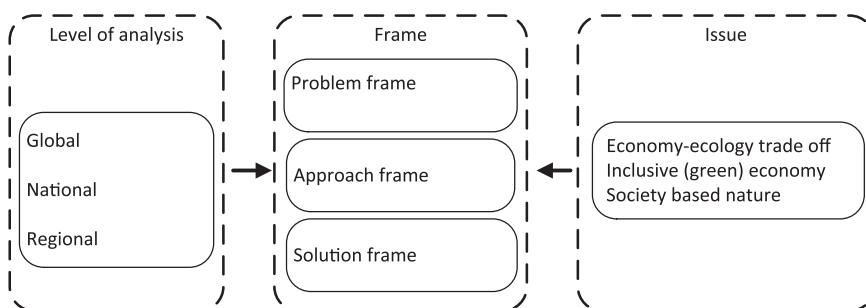 Level of analysis
Global
National
Regional
Frame
Problem frame
Approach frame
Solution frame
Issue
Economy-ecology trade off
Inclusive (green) economy
Society based nature